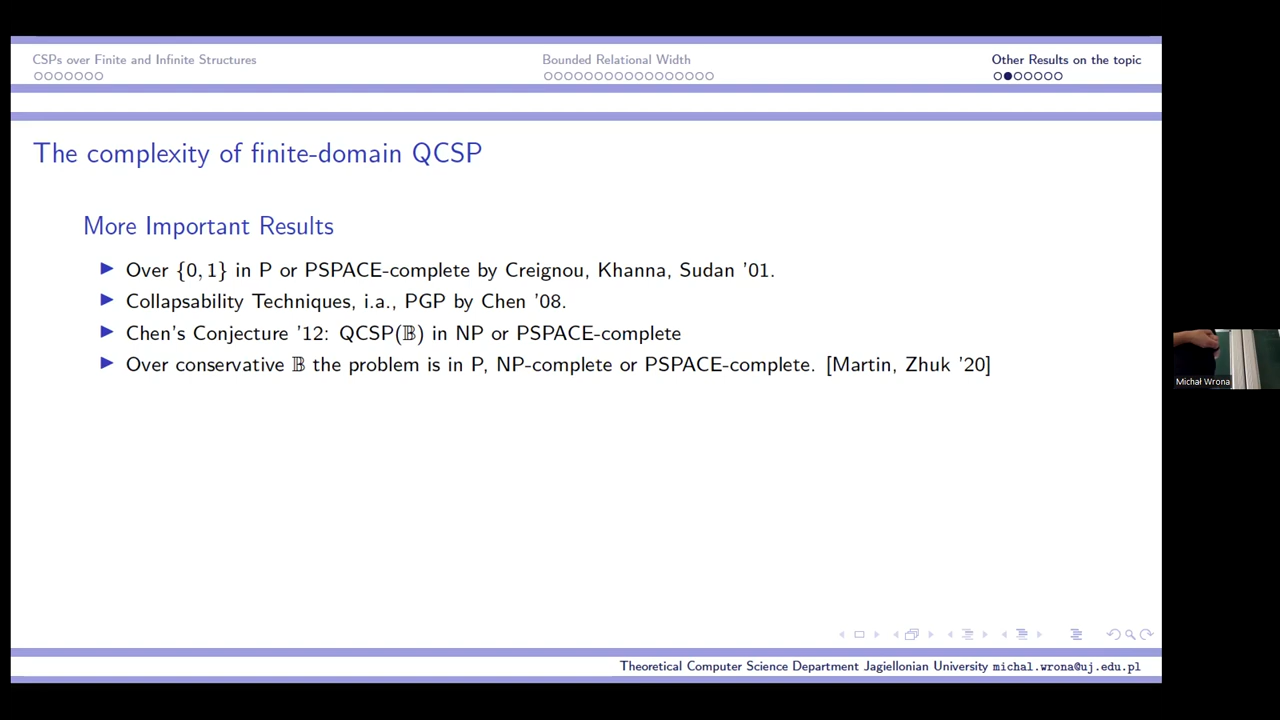 CSPs over Finite and Infinite Structures
Bounded Relational Width
Other Results on the topic
The complexity of finite-domain QCSP
More Important Results
▶ Over {0, 1} in P or PSPACE-complete by Creignou, Khanna, Sudan '01.
▶ Collapsability Techniques, i.a., PGP by Chen '08.
▶ Chen's Conjecture '12: QCSP(𝔹) in NP or PSPACE-complete
▶ Over conservative 𝔹 the problem is in P, NP-complete or PSPACE-complete. [Martin, Zhuk '20]
Michał Wrona
Theoretical Computer Science Department Jagiellonian University michal.wrona@uj.edu.pl